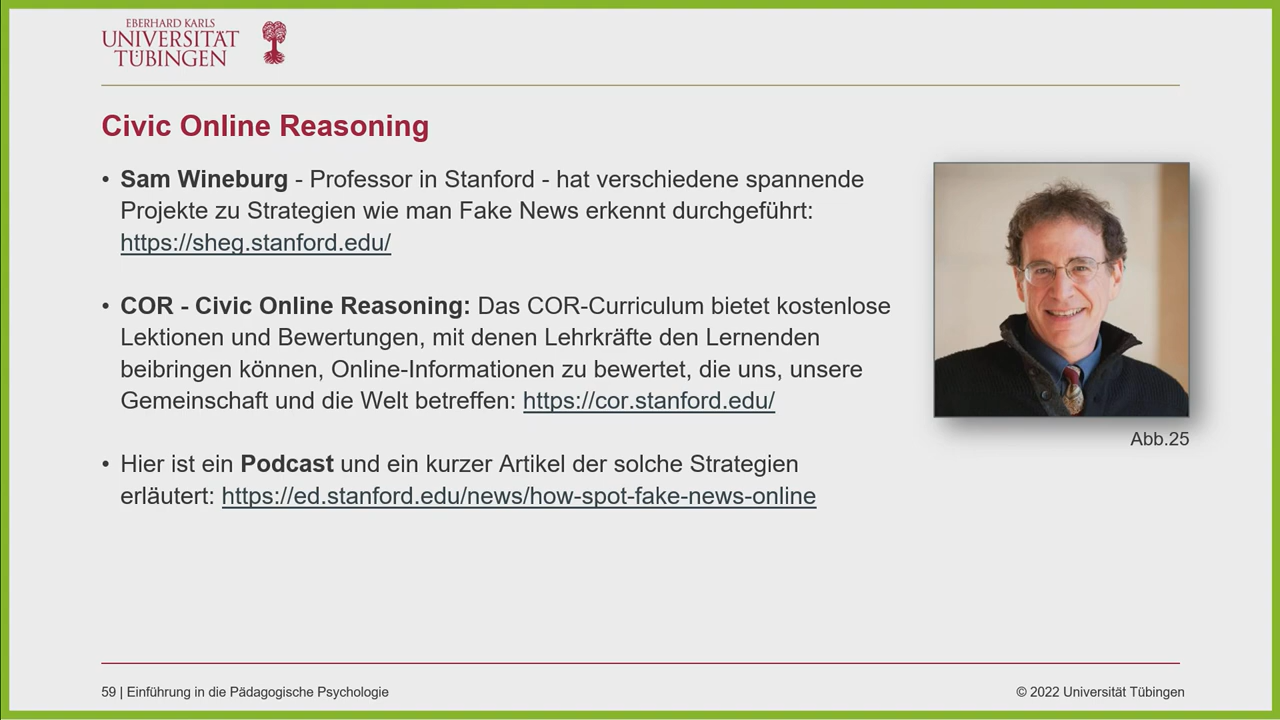 EBERHARD KARLS
UNIVERSITÄT
TÜBINGEN
Civic Online Reasoning
• Sam Wineburg - Professor in Stanford - hat verschiedene spannende
Projekte zu Strategien wie man Fake News erkennt durchgeführt:
https://sheg.stanford.edu/
• COR - Civic Online Reasoning: Das COR-Curriculum bietet kostenlose
Lektionen und Bewertungen, mit denen Lehrkräfte den Lernenden
beibringen können, Online-Informationen zu bewertet, die uns, unsere
Gemeinschaft und die Welt betreffen: https://cor.stanford.edu/
• Hier ist ein Podcast und ein kurzer Artikel der solche Strategien
erläutert: https://ed.stanford.edu/news/how-spot-fake-news-online
Abb.25
59 | Einführung in die Pädagogische Psychologie
© 2022 Universität Tübingen